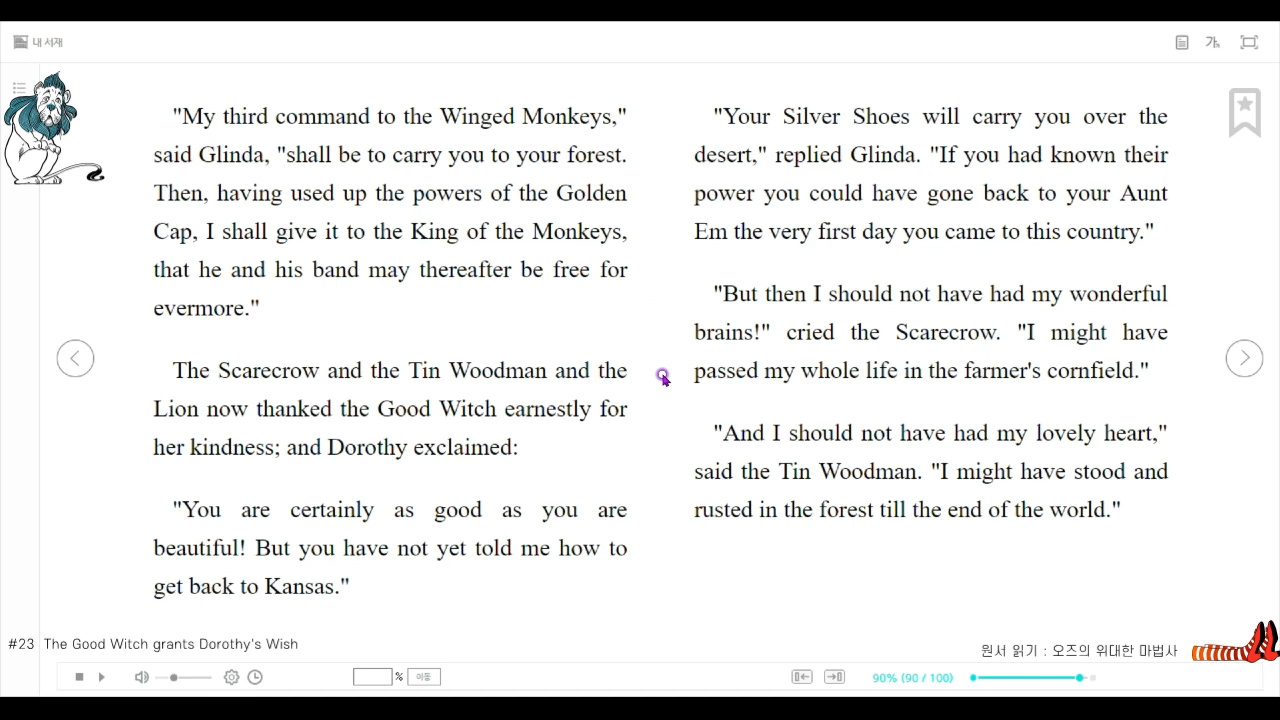 내 서재
"My third command to the Winged Monkeys,"
said Glinda, "shall be to carry you to your forest.
Then, having used up the powers of the Golden
Cap, I shall give it to the King of the Monkeys,
that he and his band may thereafter be free for
evermore."
The Scarecrow and the Tin Woodman and the
Lion now thanked the Good Witch earnestly for
her kindness; and Dorothy exclaimed:
"You are certainly as good as you are
beautiful! But you have not yet told me how to
get back to Kansas."
"Your Silver Shoes will carry you over the
desert," replied Glinda. "If you had known their
power you could have gone back to your Aunt
Em the very first day you came to this country."
"But then I should not have had my wonderful
brains!" cried the Scarecrow. "I might have
passed my whole life in the farmer's cornfield."
"And I should not have had my lovely heart,"
said the Tin Woodman. "I might have stood and
rusted in the forest till the end of the world."
#23 The Good Witch grants Dorothy's Wish
원서 읽기 : 오즈의 위대한 마법사
% 이동
90% (90 / 100)